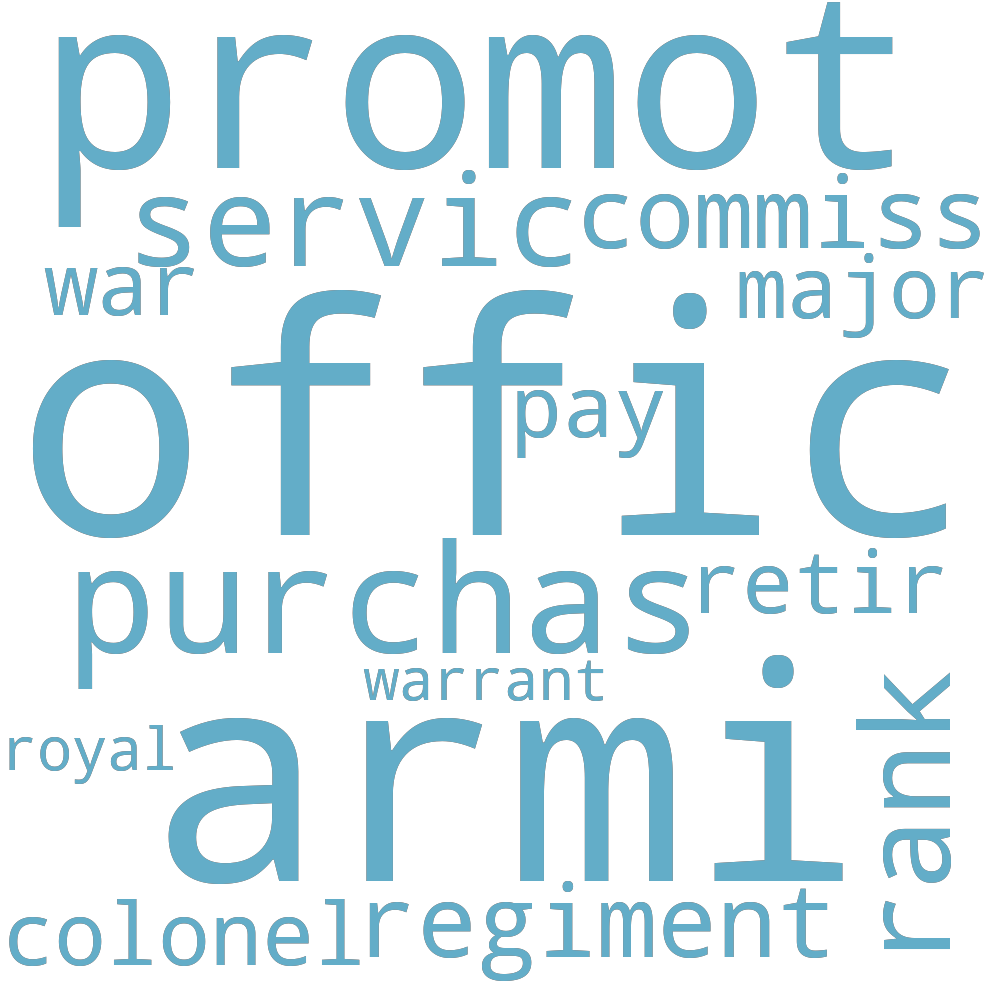 promot
servic commiss
war major
offic
pay
purchas retir
warrant
royal armi rank
colonel regiment